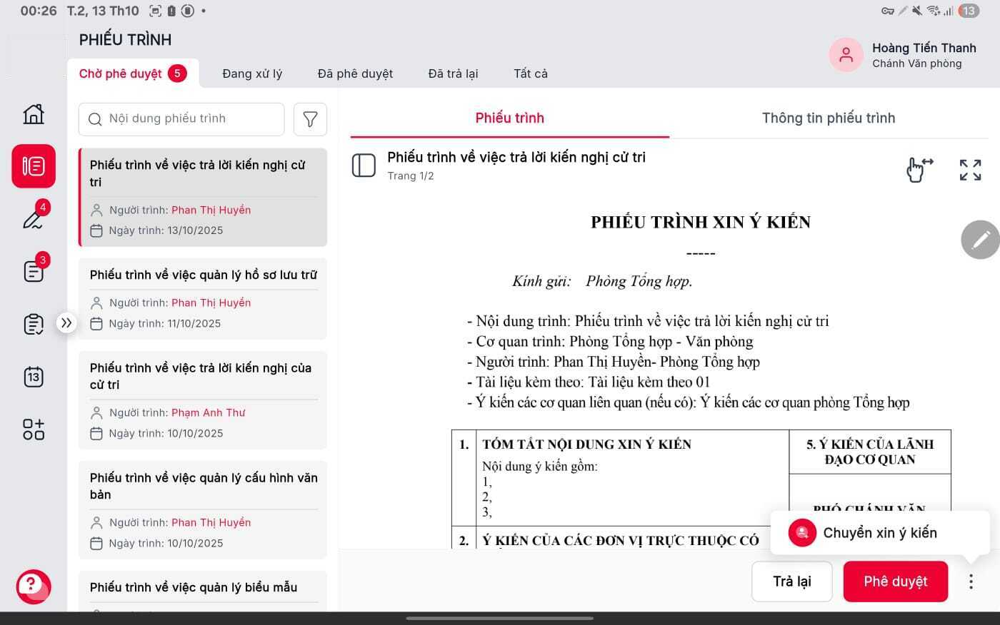 00:26 T.2, 13 Th10
13
PHIẾU TRÌNH
Hoàng Tiến Thanh
Chánh Văn phòng
Chờ phê duyệt 5
Đang xử lý
Đã phê duyệt
Đã trả lại
Tất cả
4
3
13
Nội dung phiếu trình
Phiếu trình về việc trả lời kiến nghị cử
tri
Người trình: Phan Thị Huyền
Ngày trình: 13/10/2025
Phiếu trình về việc quản lý hồ sơ lưu trữ
Người trình: Phan Thị Huyền
Ngày trình: 11/10/2025
Phiếu trình về việc trả lời kiến nghị của
cử tri
Người trình: Phạm Anh Thư
Ngày trình: 10/10/2025
Phiếu trình về việc quản lý cấu hình văn
bản
Người trình: Phan Thị Huyền
Ngày trình: 10/10/2025
Phiếu trình về việc quản lý biểu mẫu
Phiếu trình
Thông tin phiếu trình
Phiếu trình về việc trả lời kiến nghị cử tri
Trang 1/2
PHIẾU TRÌNH XIN Ý KIẾN
-----
Kính gửi: Phòng Tổng hợp.
- Nội dung trình: Phiếu trình về việc trả lời kiến nghị cử tri
- Cơ quan trình: Phòng Tổng hợp - Văn phòng
- Người trình: Phan Thị Huyền- Phòng Tổng hợp
- Tài liệu kèm theo: Tài liệu kèm theo 01
- Ý kiến các cơ quan liên quan (nếu có): Ý kiến các cơ quan phòng Tổng hợp
1. TÓM TẮT NỘI DUNG XIN Ý KIẾN
Nội dung ý kiến gồm:
1,
2,
3,
5. Ý KIẾN CỦA LÃNH
ĐẠO CƠ QUAN
PHÓ CHÁNH VĂN
2. Ý KIẾN CỦA CÁC ĐƠN VỊ TRỰC THUỘC CÓ
Chuyển xin ý kiến
Trả lại
Phê duyệt